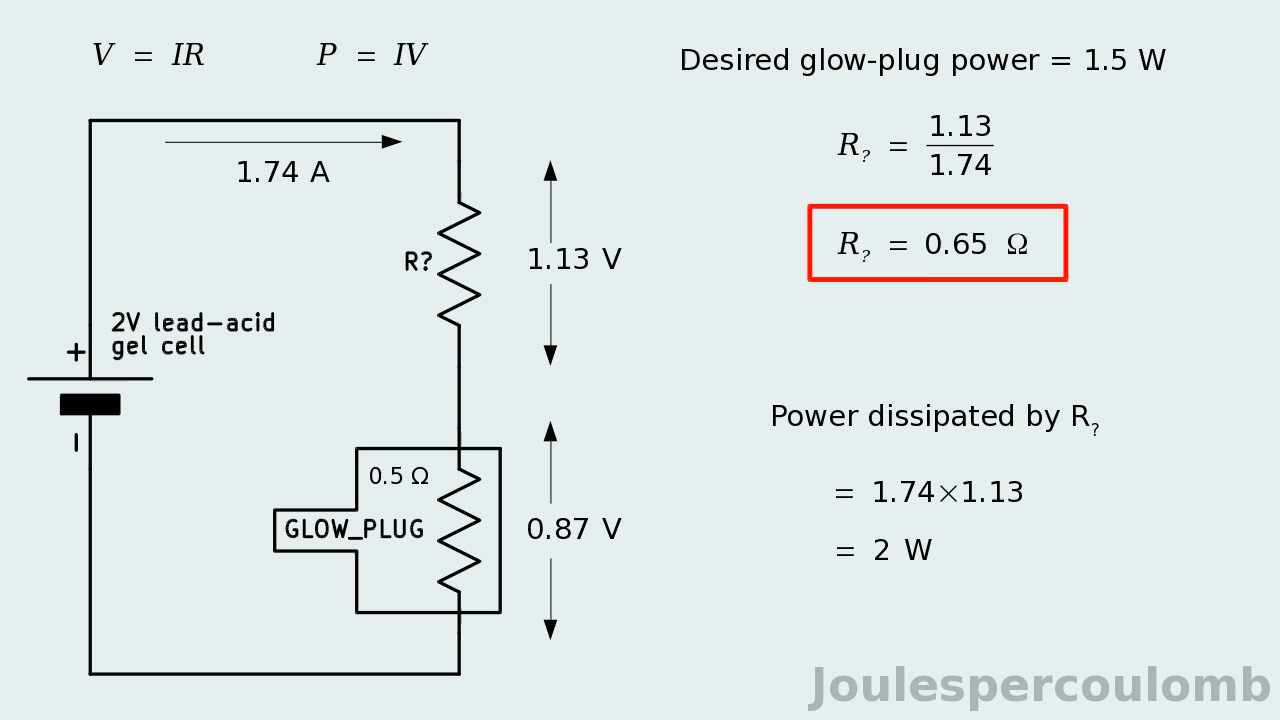 V = IR
P = IV
Desired glow-plug power = 1.5 W
1.74 A
R? = 1.13/1.74
R? = 0.65 Ω
R?
1.13 V
2V lead-acid
gel cell
+
−
Power dissipated by R?
= 1.74×1.13
= 2 W
0.5 Ω
GLOW_PLUG
0.87 V
Joulespercoulomb